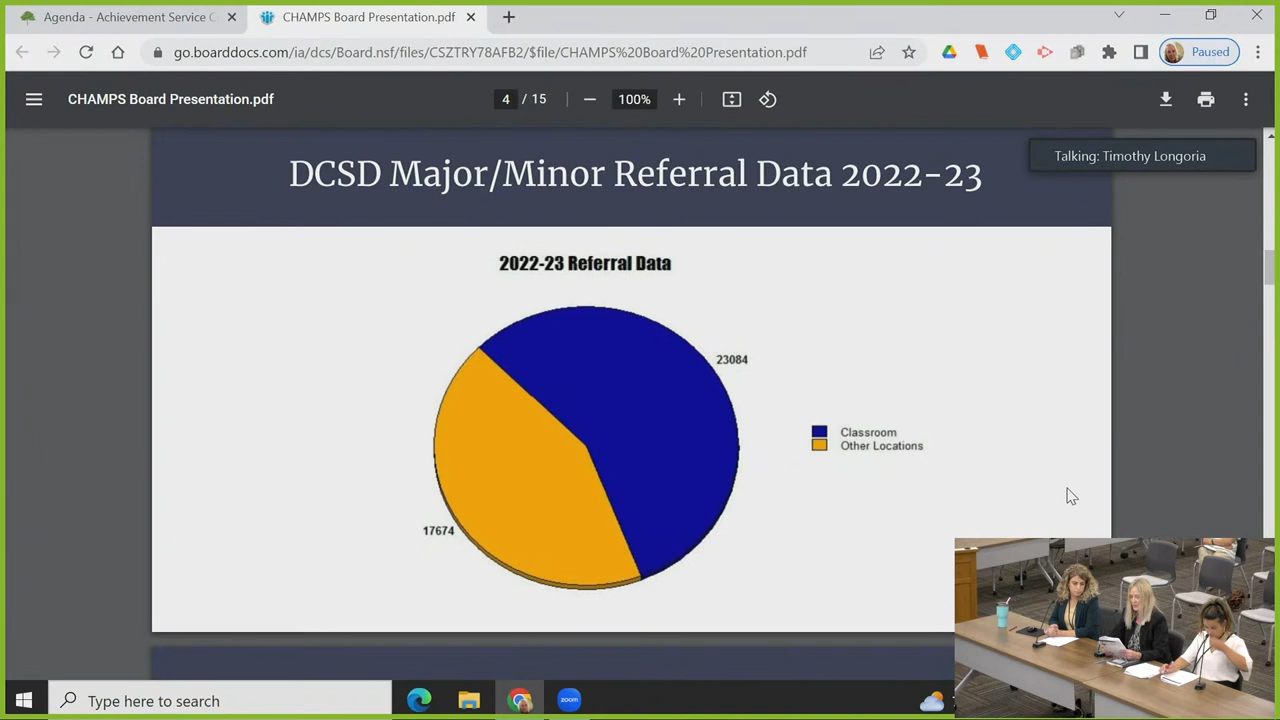 Agenda - Achievement Service C
CHAMPS Board Presentation.pdf
go.boarddocs.com/ia/dcs/Board.nsf/files/CSZTRY78AFB2/$file/CHAMPS%20Board%20Presentation.pdf
Paused
CHAMPS Board Presentation.pdf
4 / 15
100%
Talking: Timothy Longoria
DCSD Major/Minor Referral Data 2022-23
2022-23 Referral Data
23084
Classroom
Other Locations
17674
Type here to search
zoom